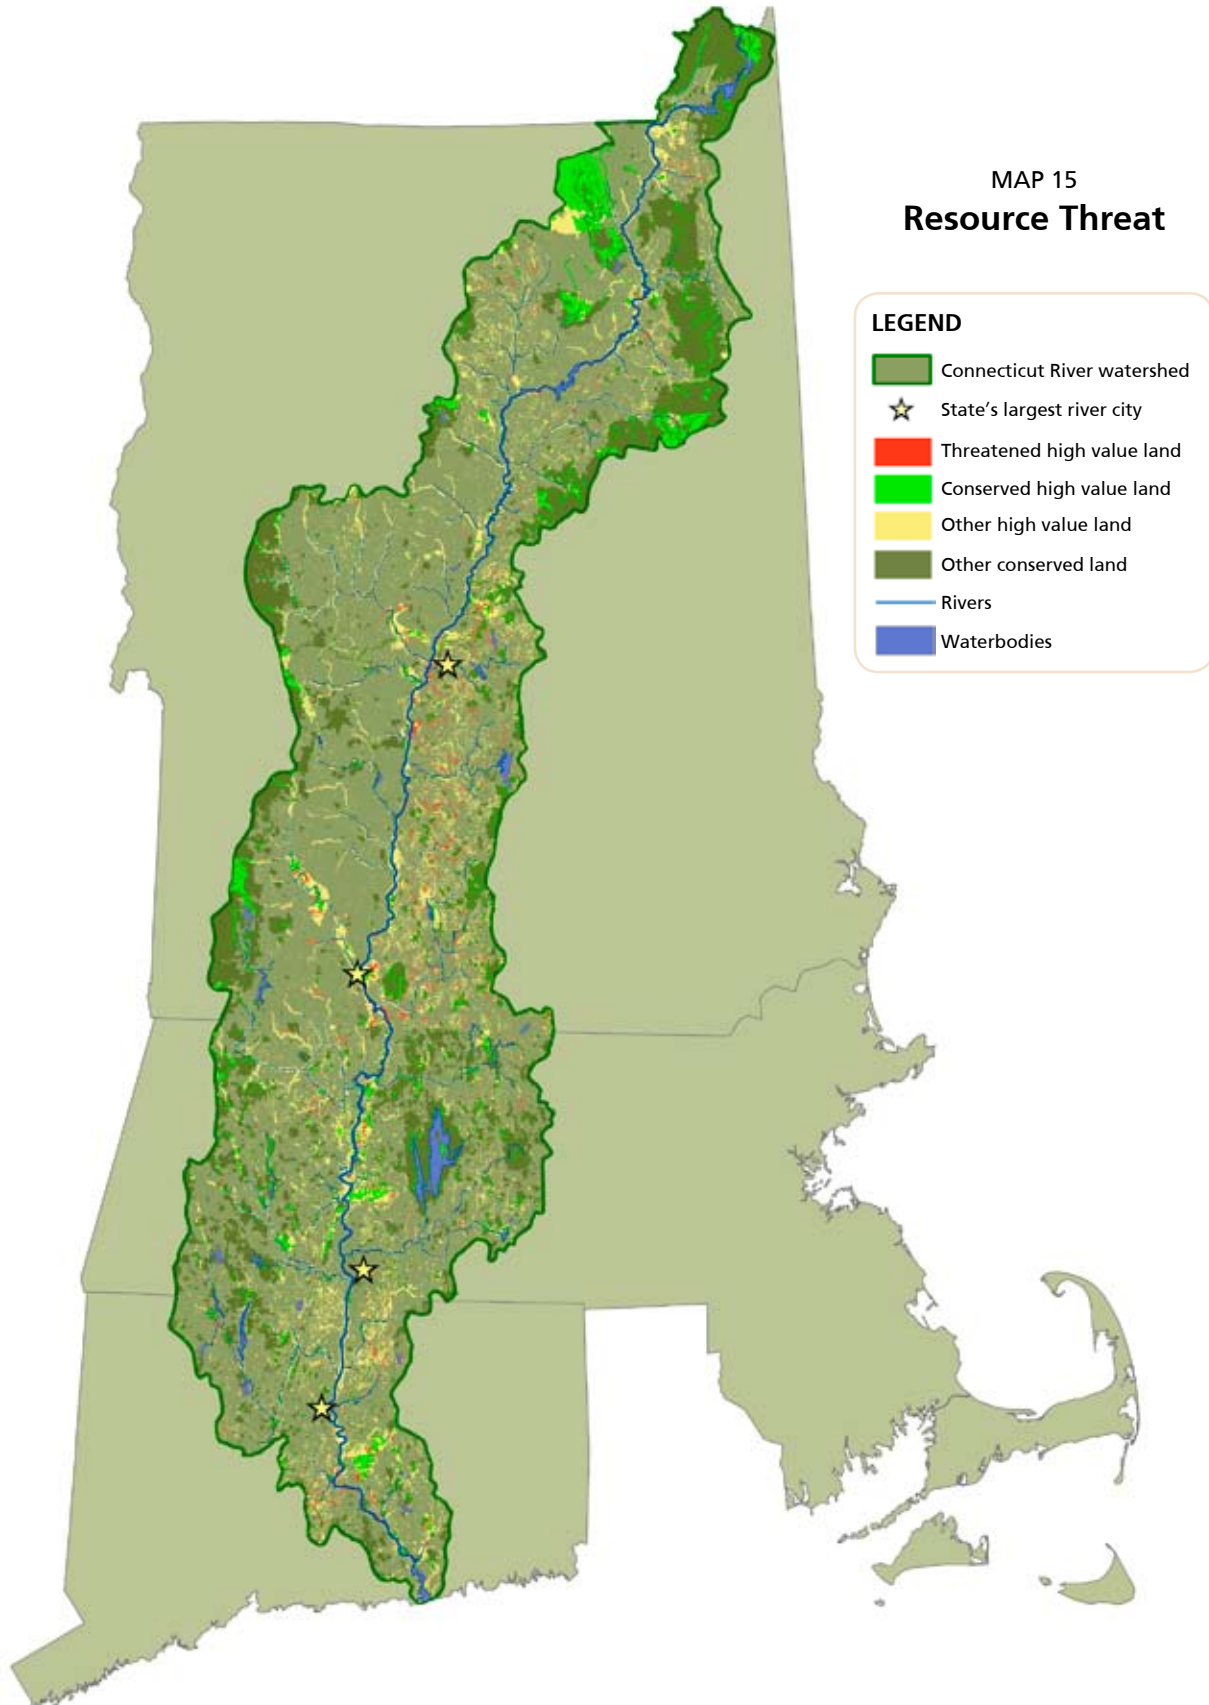 MAP 15
Resource Threat
LEGEND
Connecticut River watershed
State's largest river city
Threatened high value land
Conserved high value land
Other high value land
Other conserved land
Rivers
Waterbodies